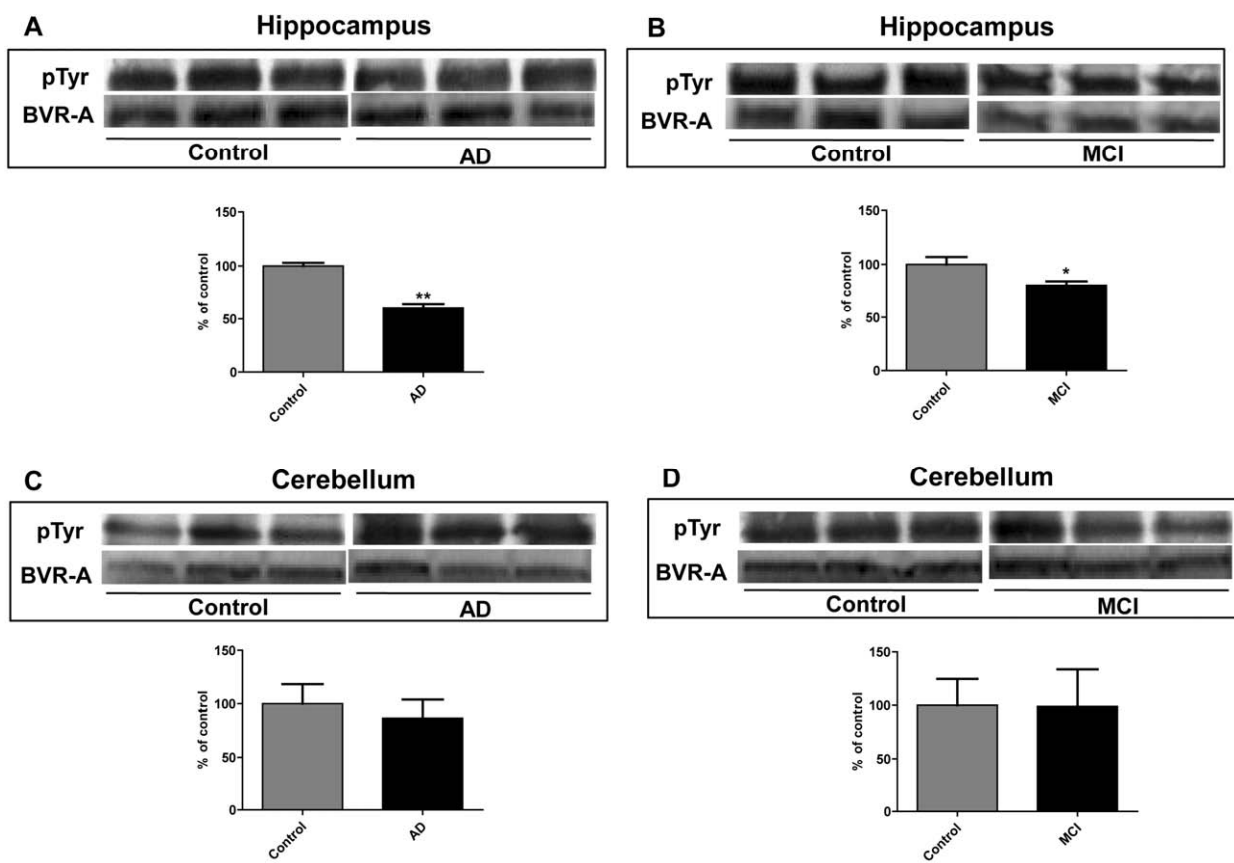 A
Hippocampus
pTyr
BVR-A
Control
AD
150
100
50
0
% of control
**
Control
AD
B
Hippocampus
pTyr
BVR-A
Control
MCI
150
100
50
0
% of control
*
Control
MCI
C
Cerebellum
pTyr
BVR-A
Control
AD
150
100
50
0
% of control
Control
AD
D
Cerebellum
pTyr
BVR-A
Control
MCI
150
100
50
0
% of control
Control
MCI